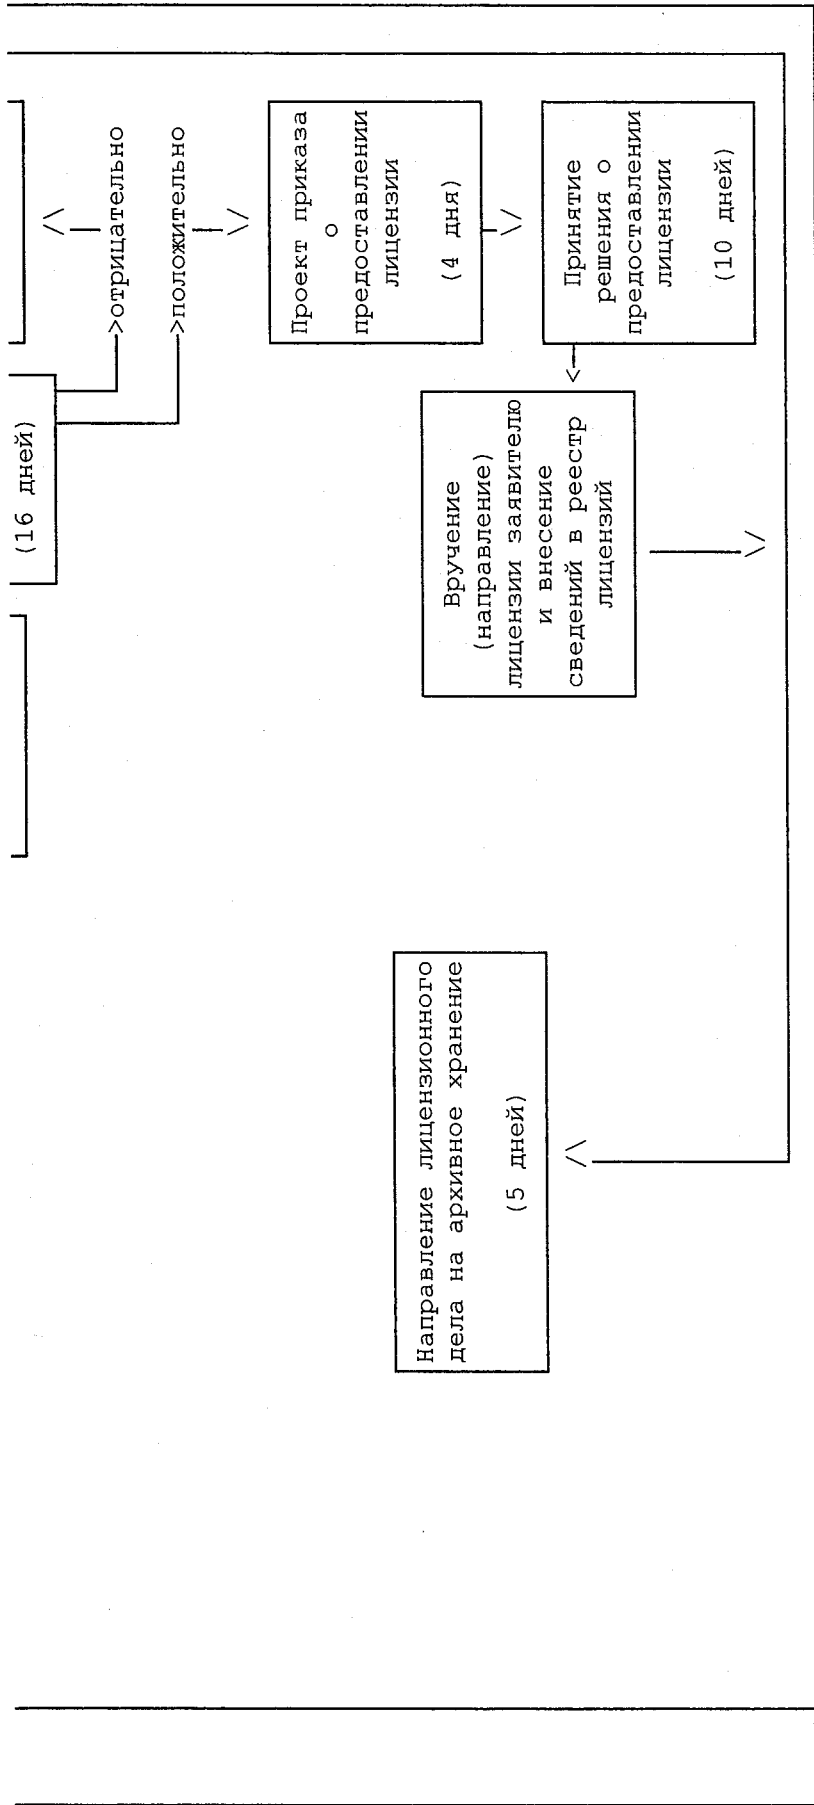 (16 дней)
>отрицательно
>положительно
Проект приказа
о
предоставлении
лицензии
(4 дня)
Принятие
решения о
предоставлении
лицензии
(10 дней)
Вручение
(направление)
лицензии заявителю
и внесение
сведений в реестр
лицензий
Направление лицензионного
дела на архивное хранение
(5 дней)